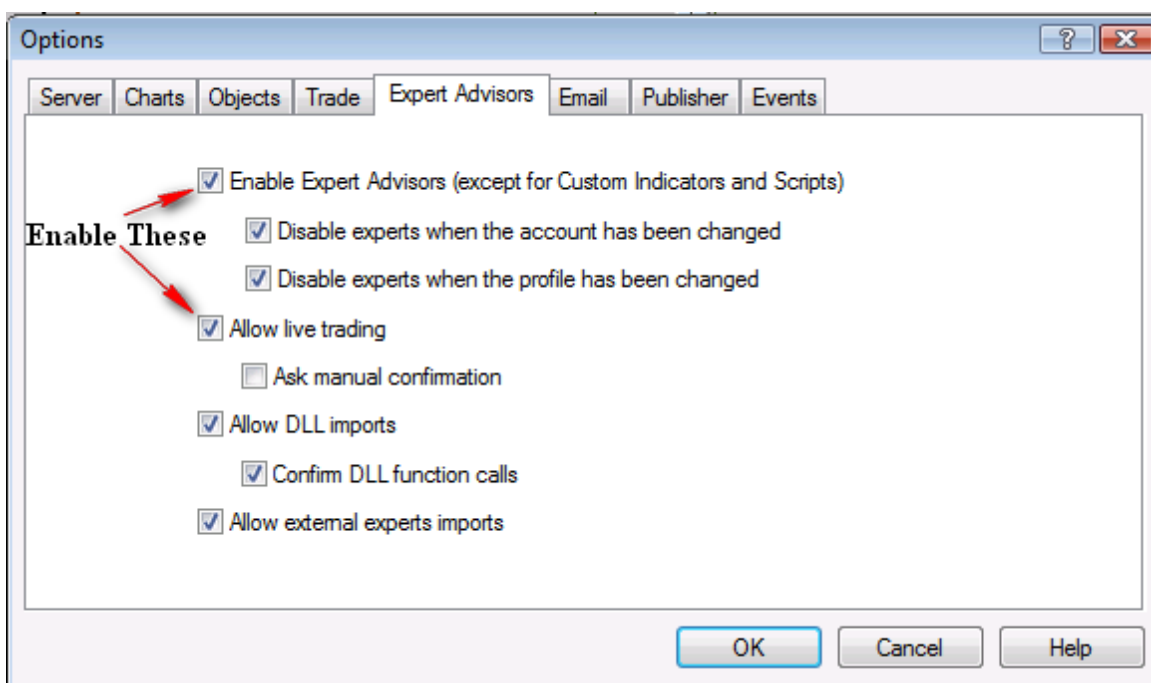 Options
Server Charts Objects Trade Expert Advisors Email Publisher Events
Enable Expert Advisors (except for Custom Indicators and Scripts)
Enable These
Disable experts when the account has been changed
Disable experts when the profile has been changed
Allow live trading
Ask manual confirmation
Allow DLL imports
Confirm DLL function calls
Allow external experts imports
OK Cancel Help